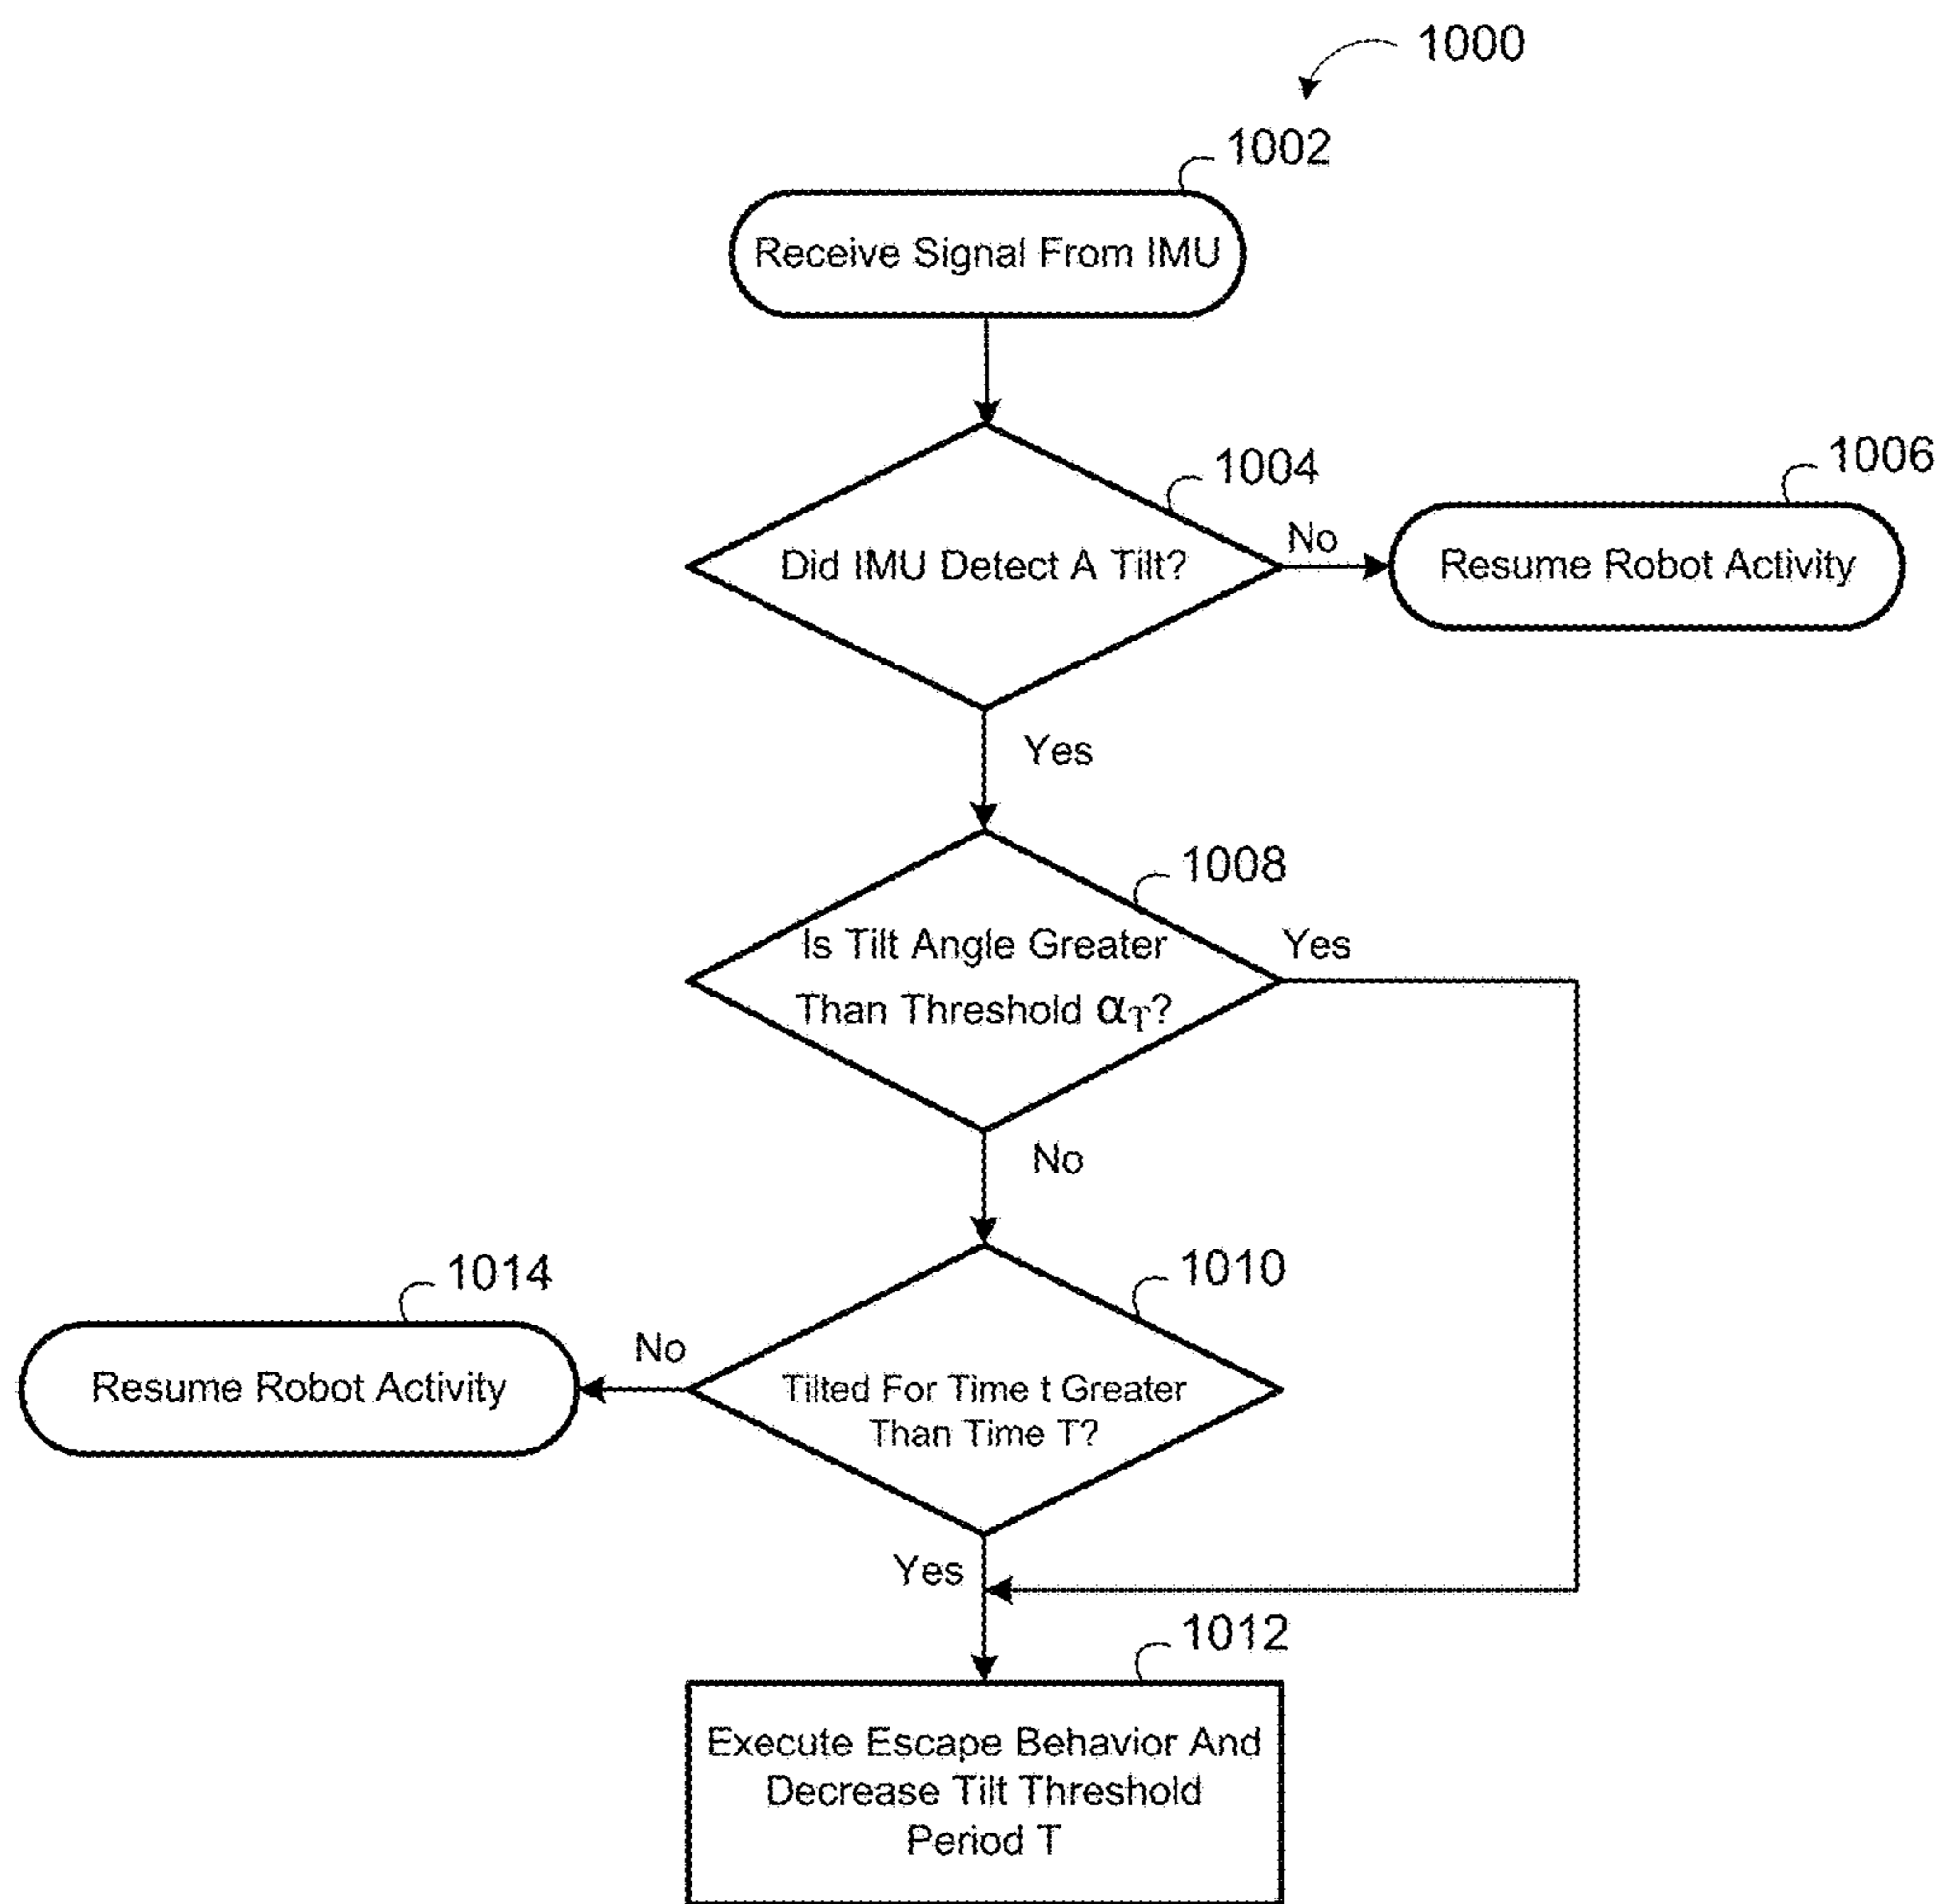 1000
1002
Receive Signal From IMU
1004
1006
Did IMU Detect A Tilt?
No
Resume Robot Activity
Yes
1008
Is Tilt Angle Greater
Than Threshold αT?
Yes
No
1010
1014
No
Resume Robot Activity
Tilted For Time t Greater
Than Time T?
Yes
1012
Execute Escape Behavior And
Decrease Tilt Threshold
Period T